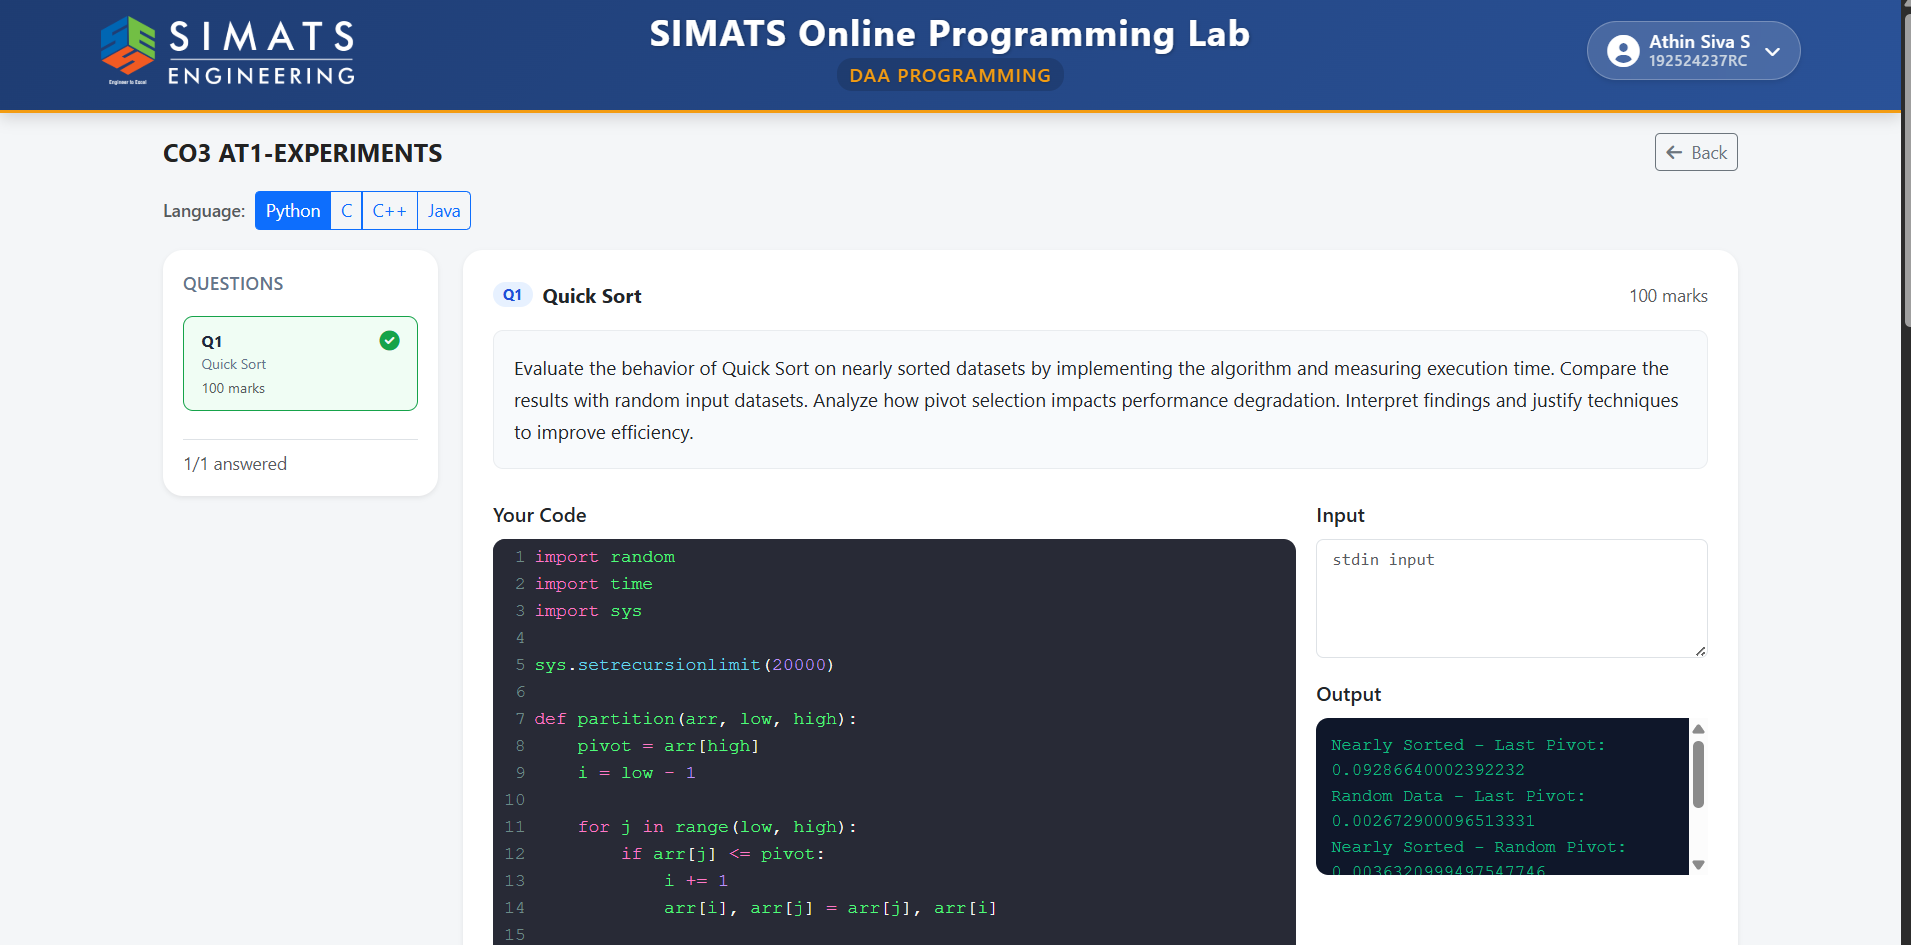 SIMATS
ENGINEERING
Engineer to Excel
SIMATS Online Programming Lab
DAA PROGRAMMING
Athin Siva S
192524237RC
CO3 AT1-EXPERIMENTS
Back
Language: Python C C++ Java
QUESTIONS
Q1
Quick Sort
100 marks
1/1 answered
Q1 Quick Sort
100 marks
Evaluate the behavior of Quick Sort on nearly sorted datasets by implementing the algorithm and measuring execution time. Compare the
results with random input datasets. Analyze how pivot selection impacts performance degradation. Interpret findings and justify techniques
to improve efficiency.
Your Code
1 import random
2 import time
3 import sys
4
5 sys.setrecursionlimit(20000)
6
7 def partition(arr, low, high):
8     pivot = arr[high]
9     i = low - 1
10
11     for j in range(low, high):
12         if arr[j] <= pivot:
13             i += 1
14             arr[i], arr[j] = arr[j], arr[i]
15
Input
stdin input
Output
Nearly Sorted - Last Pivot:
0.09286640002392232
Random Data - Last Pivot:
0.002672900096513331
Nearly Sorted - Random Pivot:
0.0036320999497547746